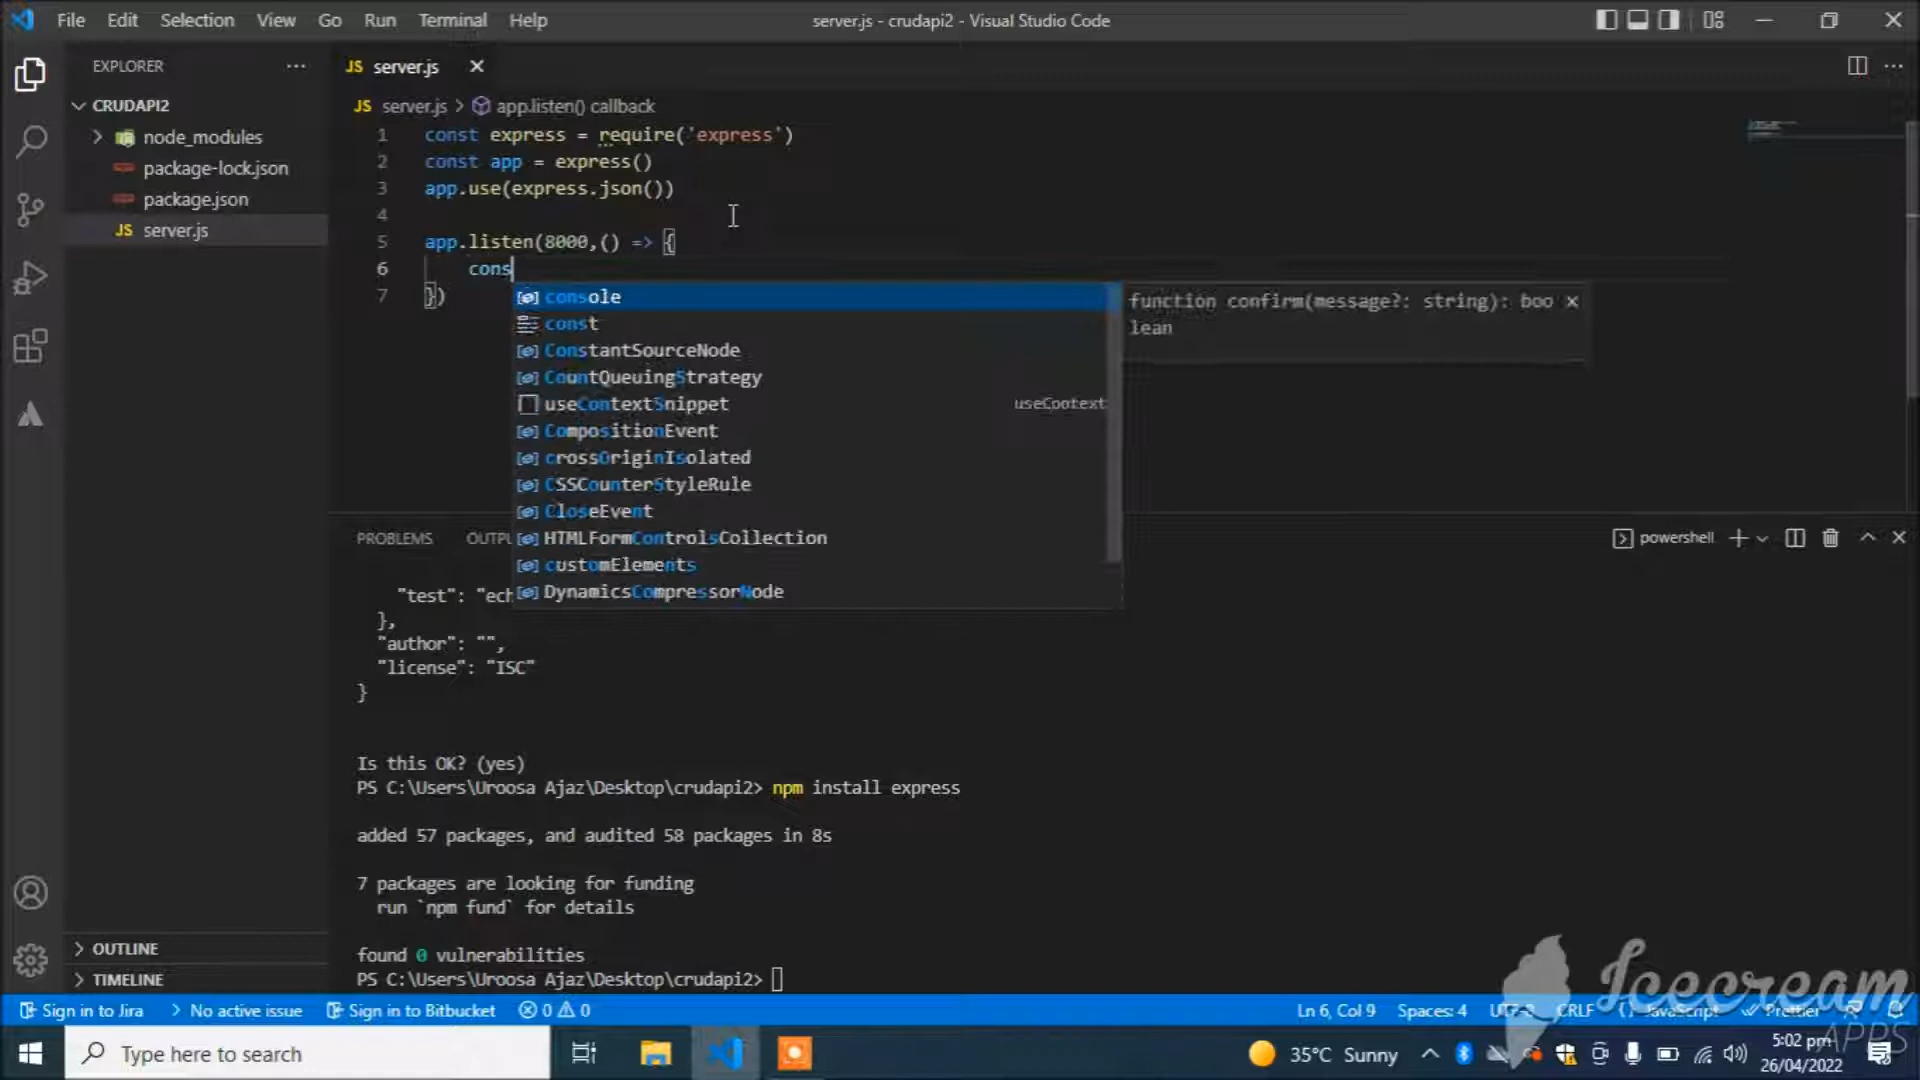 File Edit Selection View Go Run Terminal Help
server.js - crudapi2 - Visual Studio Code
EXPLORER
CRUDAPI2
node_modules
package-lock.json
package.json
JS server.js
OUTLINE
TIMELINE
JS server.js
JS server.js > app.listen() callback
1 const express = require('express')
2 const app = express()
3 app.use(express.json())
4
5 app.listen(8000,() => {
6 cons
7 })
console
const
ConstantSourceNode
CountQueuingStrategy
useContextSnippet useContext
CompositionEvent
crossOriginIsolated
CSSCounterStyleRule
CloseEvent
HTMLFormControlsCollection
customElements
DynamicsCompressorNode
function confirm(message?: string): boo
lean
PROBLEMS OUTPU
powershell
"test": "ech
},
"author": "",
"license": "ISC"
}
Is this OK? (yes)
PS C:\Users\Uroosa Ajaz\Desktop\crudapi2> npm install express
added 57 packages, and audited 58 packages in 8s
7 packages are looking for funding
run `npm fund` for details
found 0 vulnerabilities
PS C:\Users\Uroosa Ajaz\Desktop\crudapi2>
Sign in to Jira No active issue Sign in to Bitbucket 0 0
Ln 6, Col 9 Spaces: 4 UTF-8 CRLF {} JavaScript Prettier
Icecream
APPS
Type here to search
35°C Sunny
5:02 pm
26/04/2022